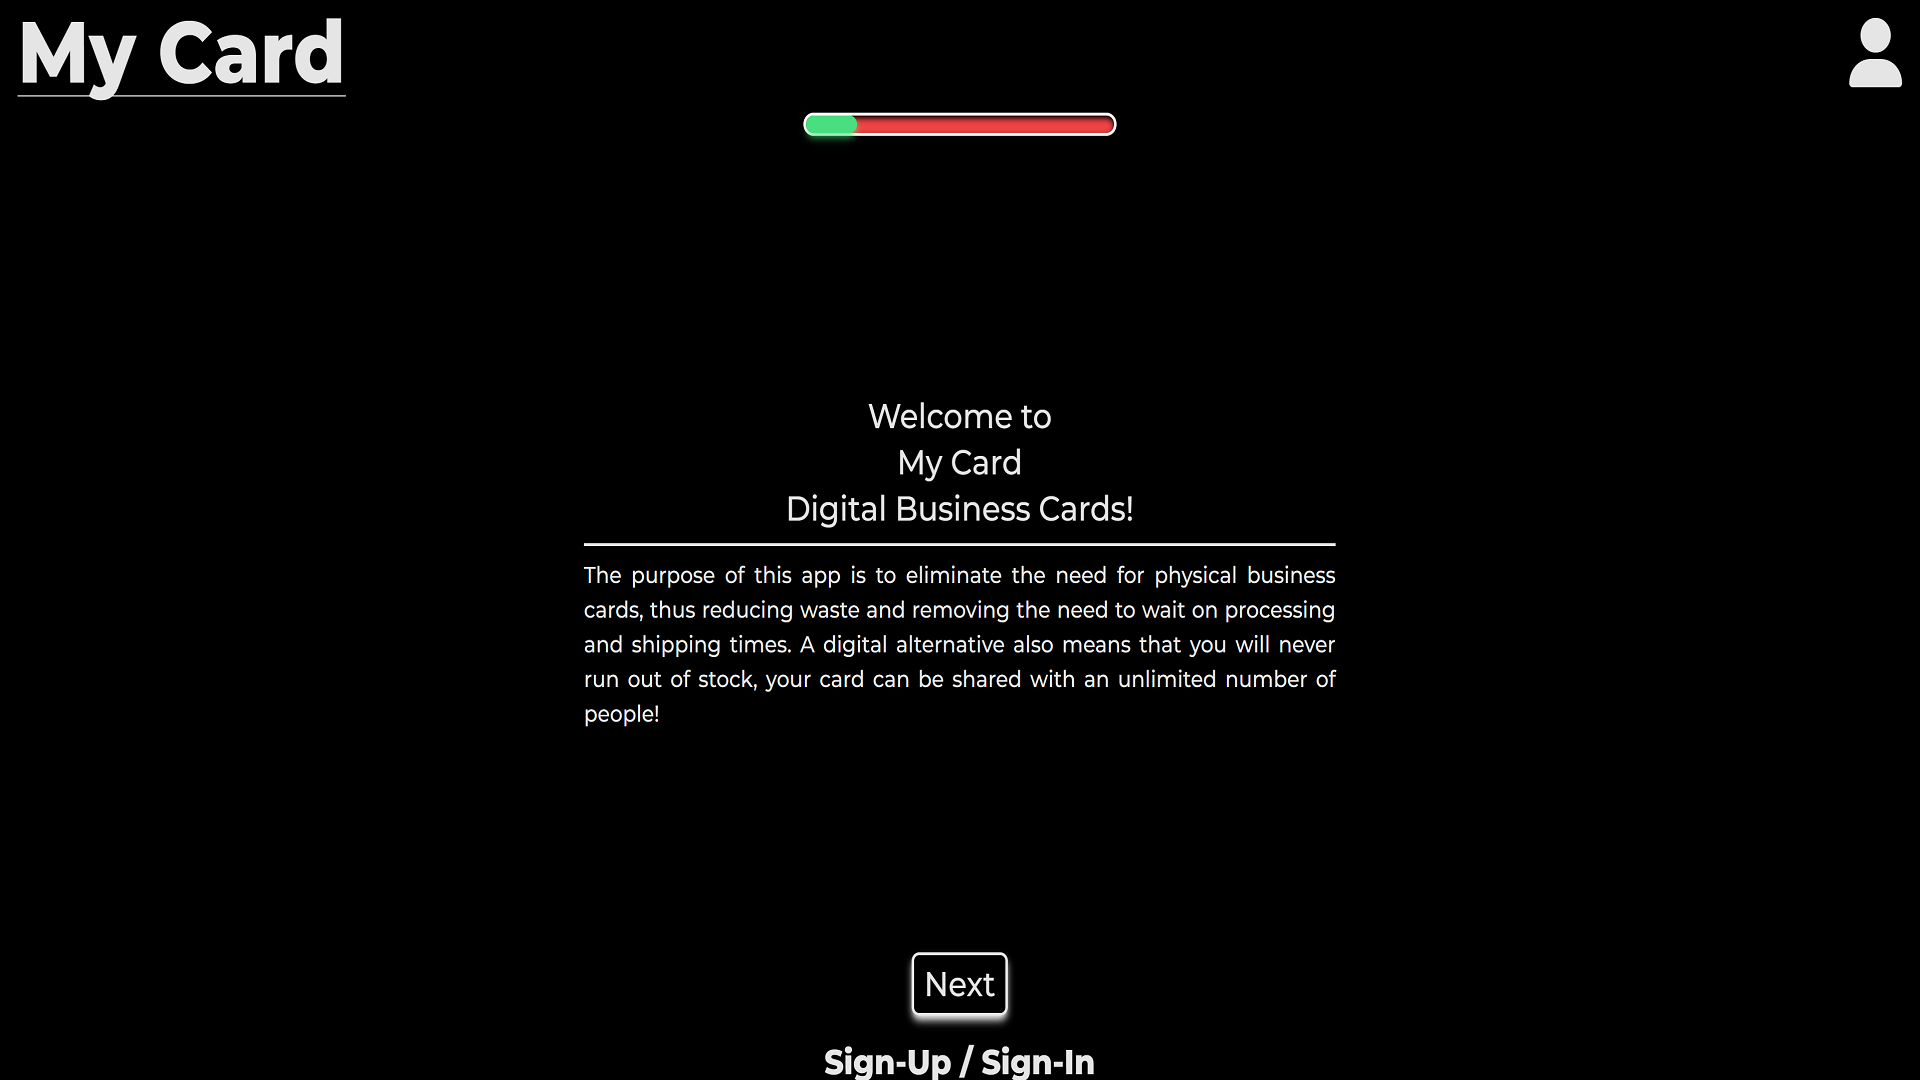 My Card
Welcome to
My Card
Digital Business Cards!
The purpose of this app is to eliminate the need for physical business
cards, thus reducing waste and removing the need to wait on processing
and shipping times. A digital alternative also means that you will never
run out of stock, your card can be shared with an unlimited number of
people!
Next
Sign-Up / Sign-In